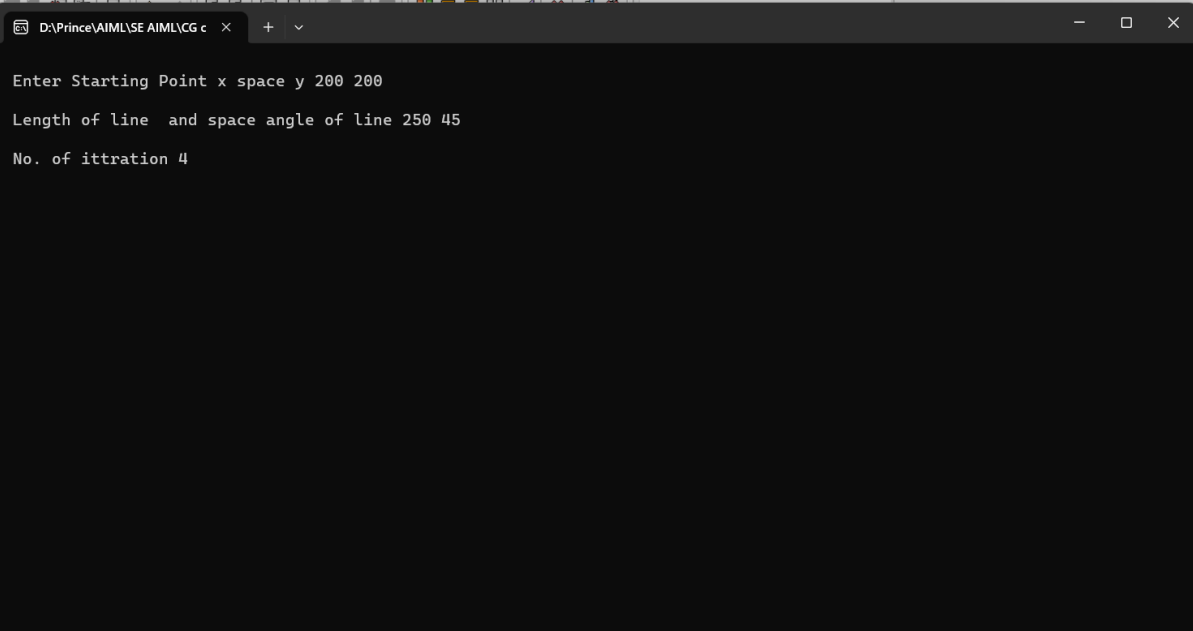 D:\Prince\AIML\SE AIML\CG c
Enter Starting Point x space y 200 200
Length of line  and space angle of line 250 45
No. of ittration 4